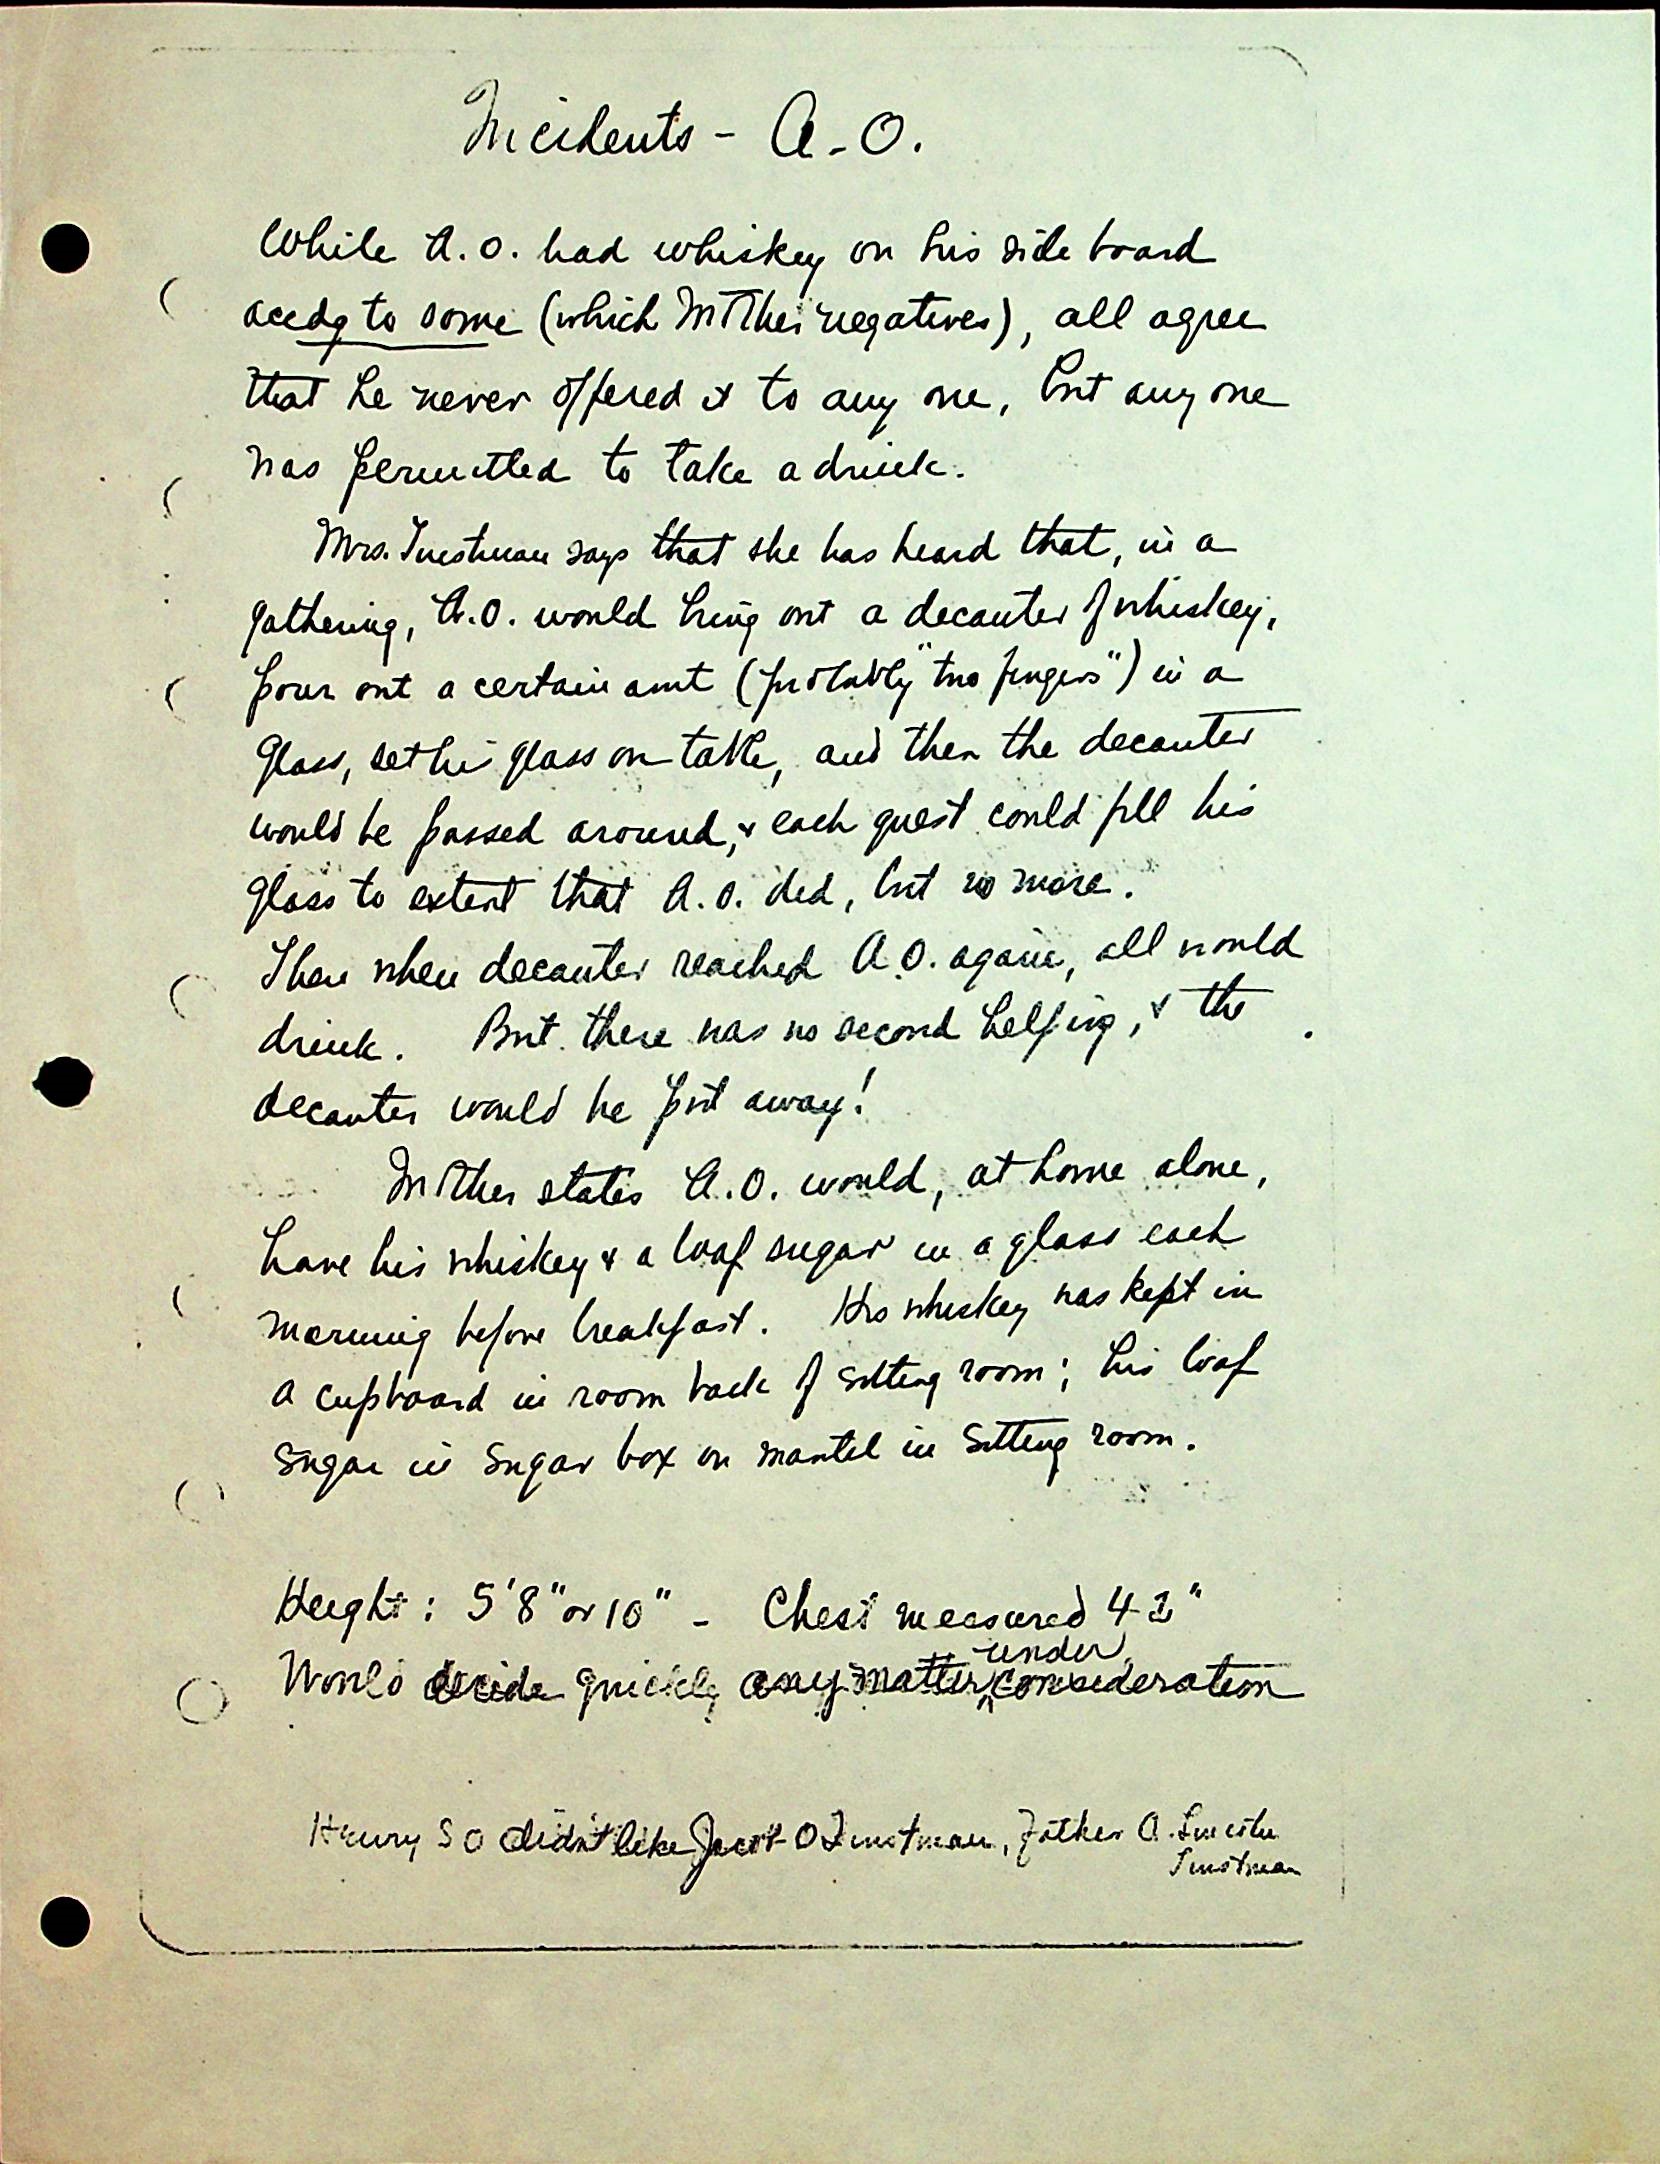 Incidents - A.O.
While A.O. had whiskey on his side board
accdg to some (which Mother negatives), all agree
that he never offered it to any one, but any one
was permitted to take a drink.
Mrs. Tinstman says that she has heard that, in a
gathering, A.O. would bring out a decanter of whiskey,
pour out a certain amt (probably "two fingers") in a
glass, set his glass on table, and then the decanter
would be passed around, & each guest could fill his
glass to extent that A.O. did, but no more.
Then when decanter reached A.O. again, all would
drink. But there was no second helping, & the
decanter would be put away!
Mother states A.O. would, at home alone,
have his whiskey & a loaf sugar in a glass each
morning before breakfast. His whiskey was kept in
a cupboard in room back of sitting room; his loaf
sugar in sugar box on mantel in sitting room.
Height: 5'8" or 10" - Chest measured 42"
under
Would decide quickly any matter consideration
Henry S O didn't like Jacob O Tinstman, Father A. Lincoln
Tinstman